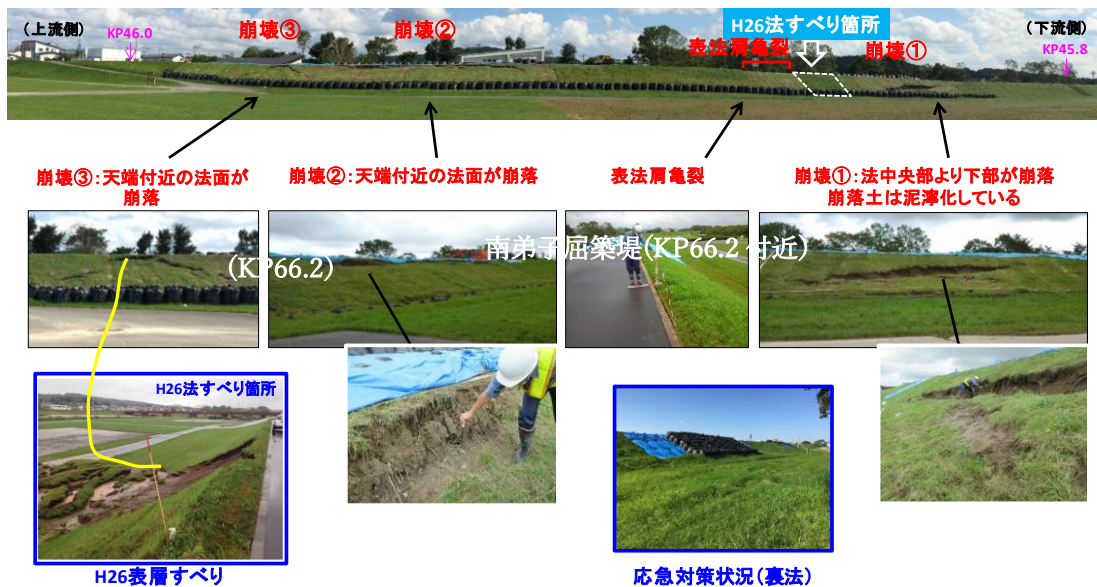 (上流側)
KP46.0
崩壊③
崩壊②
H26法すべり箇所
表法肩亀裂
崩壊①
(下流側)
KP45.8
崩壊③:天端付近の法面が
崩落
崩壊②:天端付近の法面が崩落
表法肩亀裂
崩壊①:法中央部より下部が崩落
崩落土は泥濘化している
南弟子屈築堤(KP66.2 付近)
(KP66.2)
H26法すべり箇所
H26表層すべり
応急対策状況(裏法)